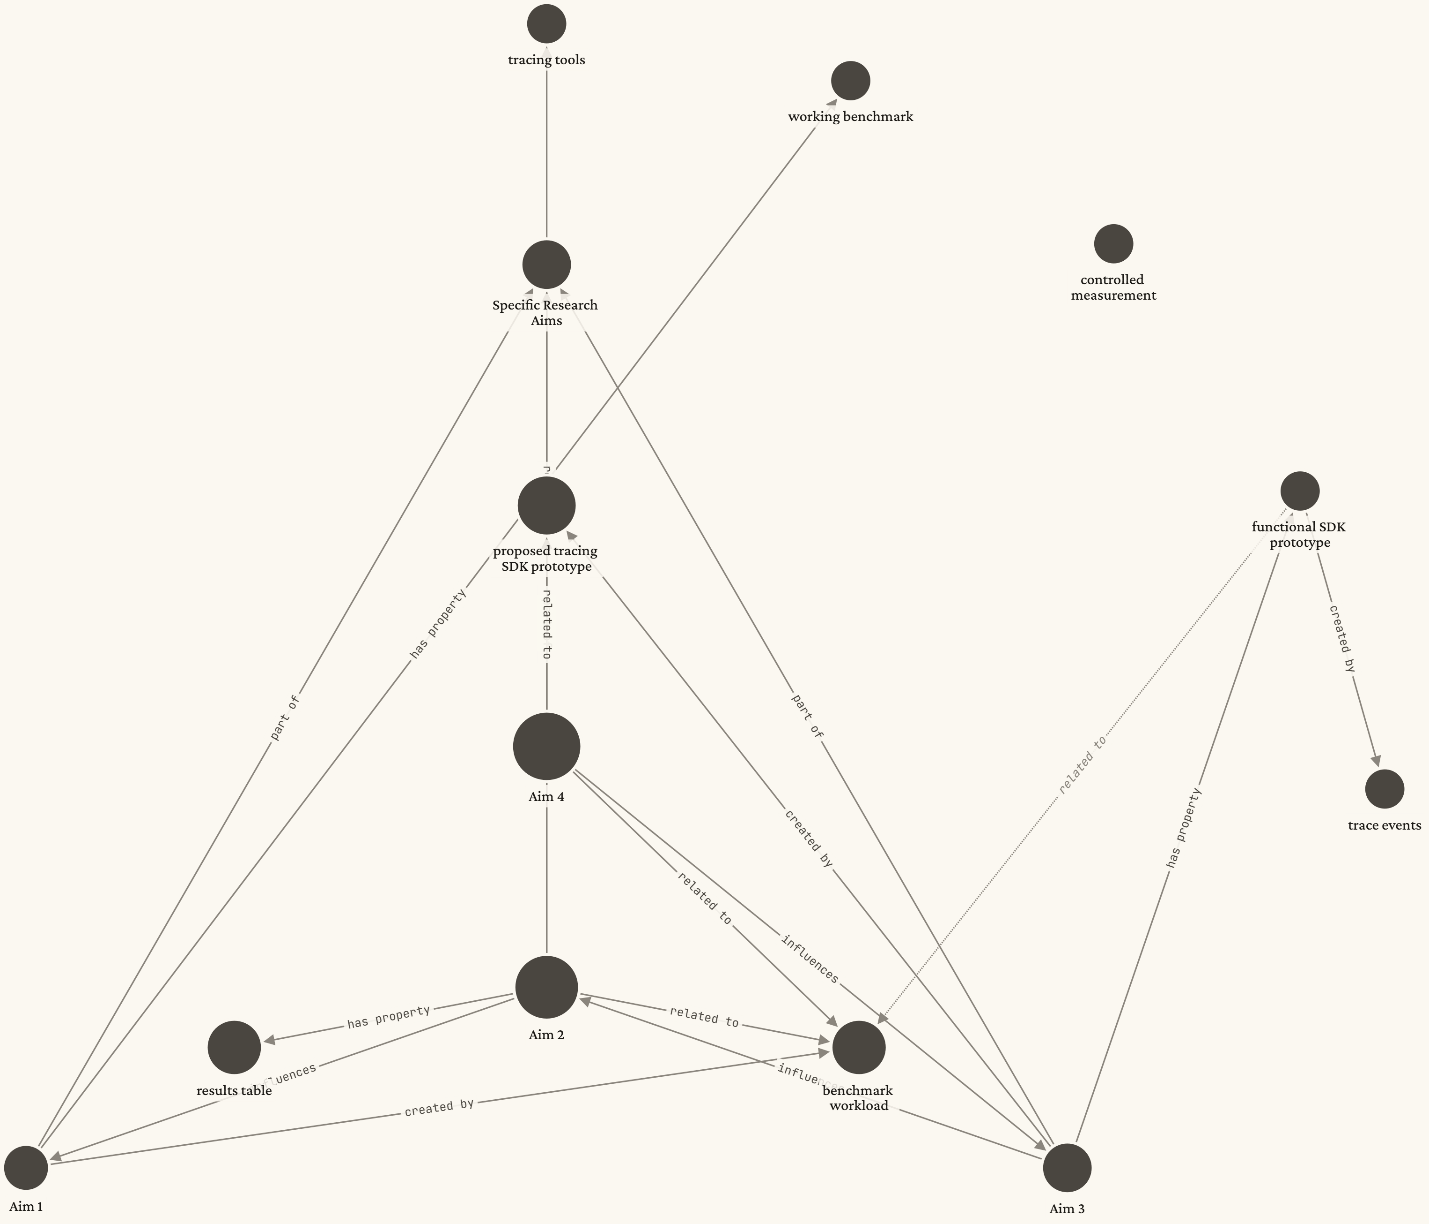 tracing tools
working benchmark
controlled
measurement
Specific Research
Aims
functional SDK
prototype
proposed tracing
SDK prototype
has property
related to
created by
part of
part of
related to
has property
created by
Aim 4
trace events
related to
influences
has property
related to
Aim 2
results table
benchmark
workload
created by
Aim 1
Aim 3